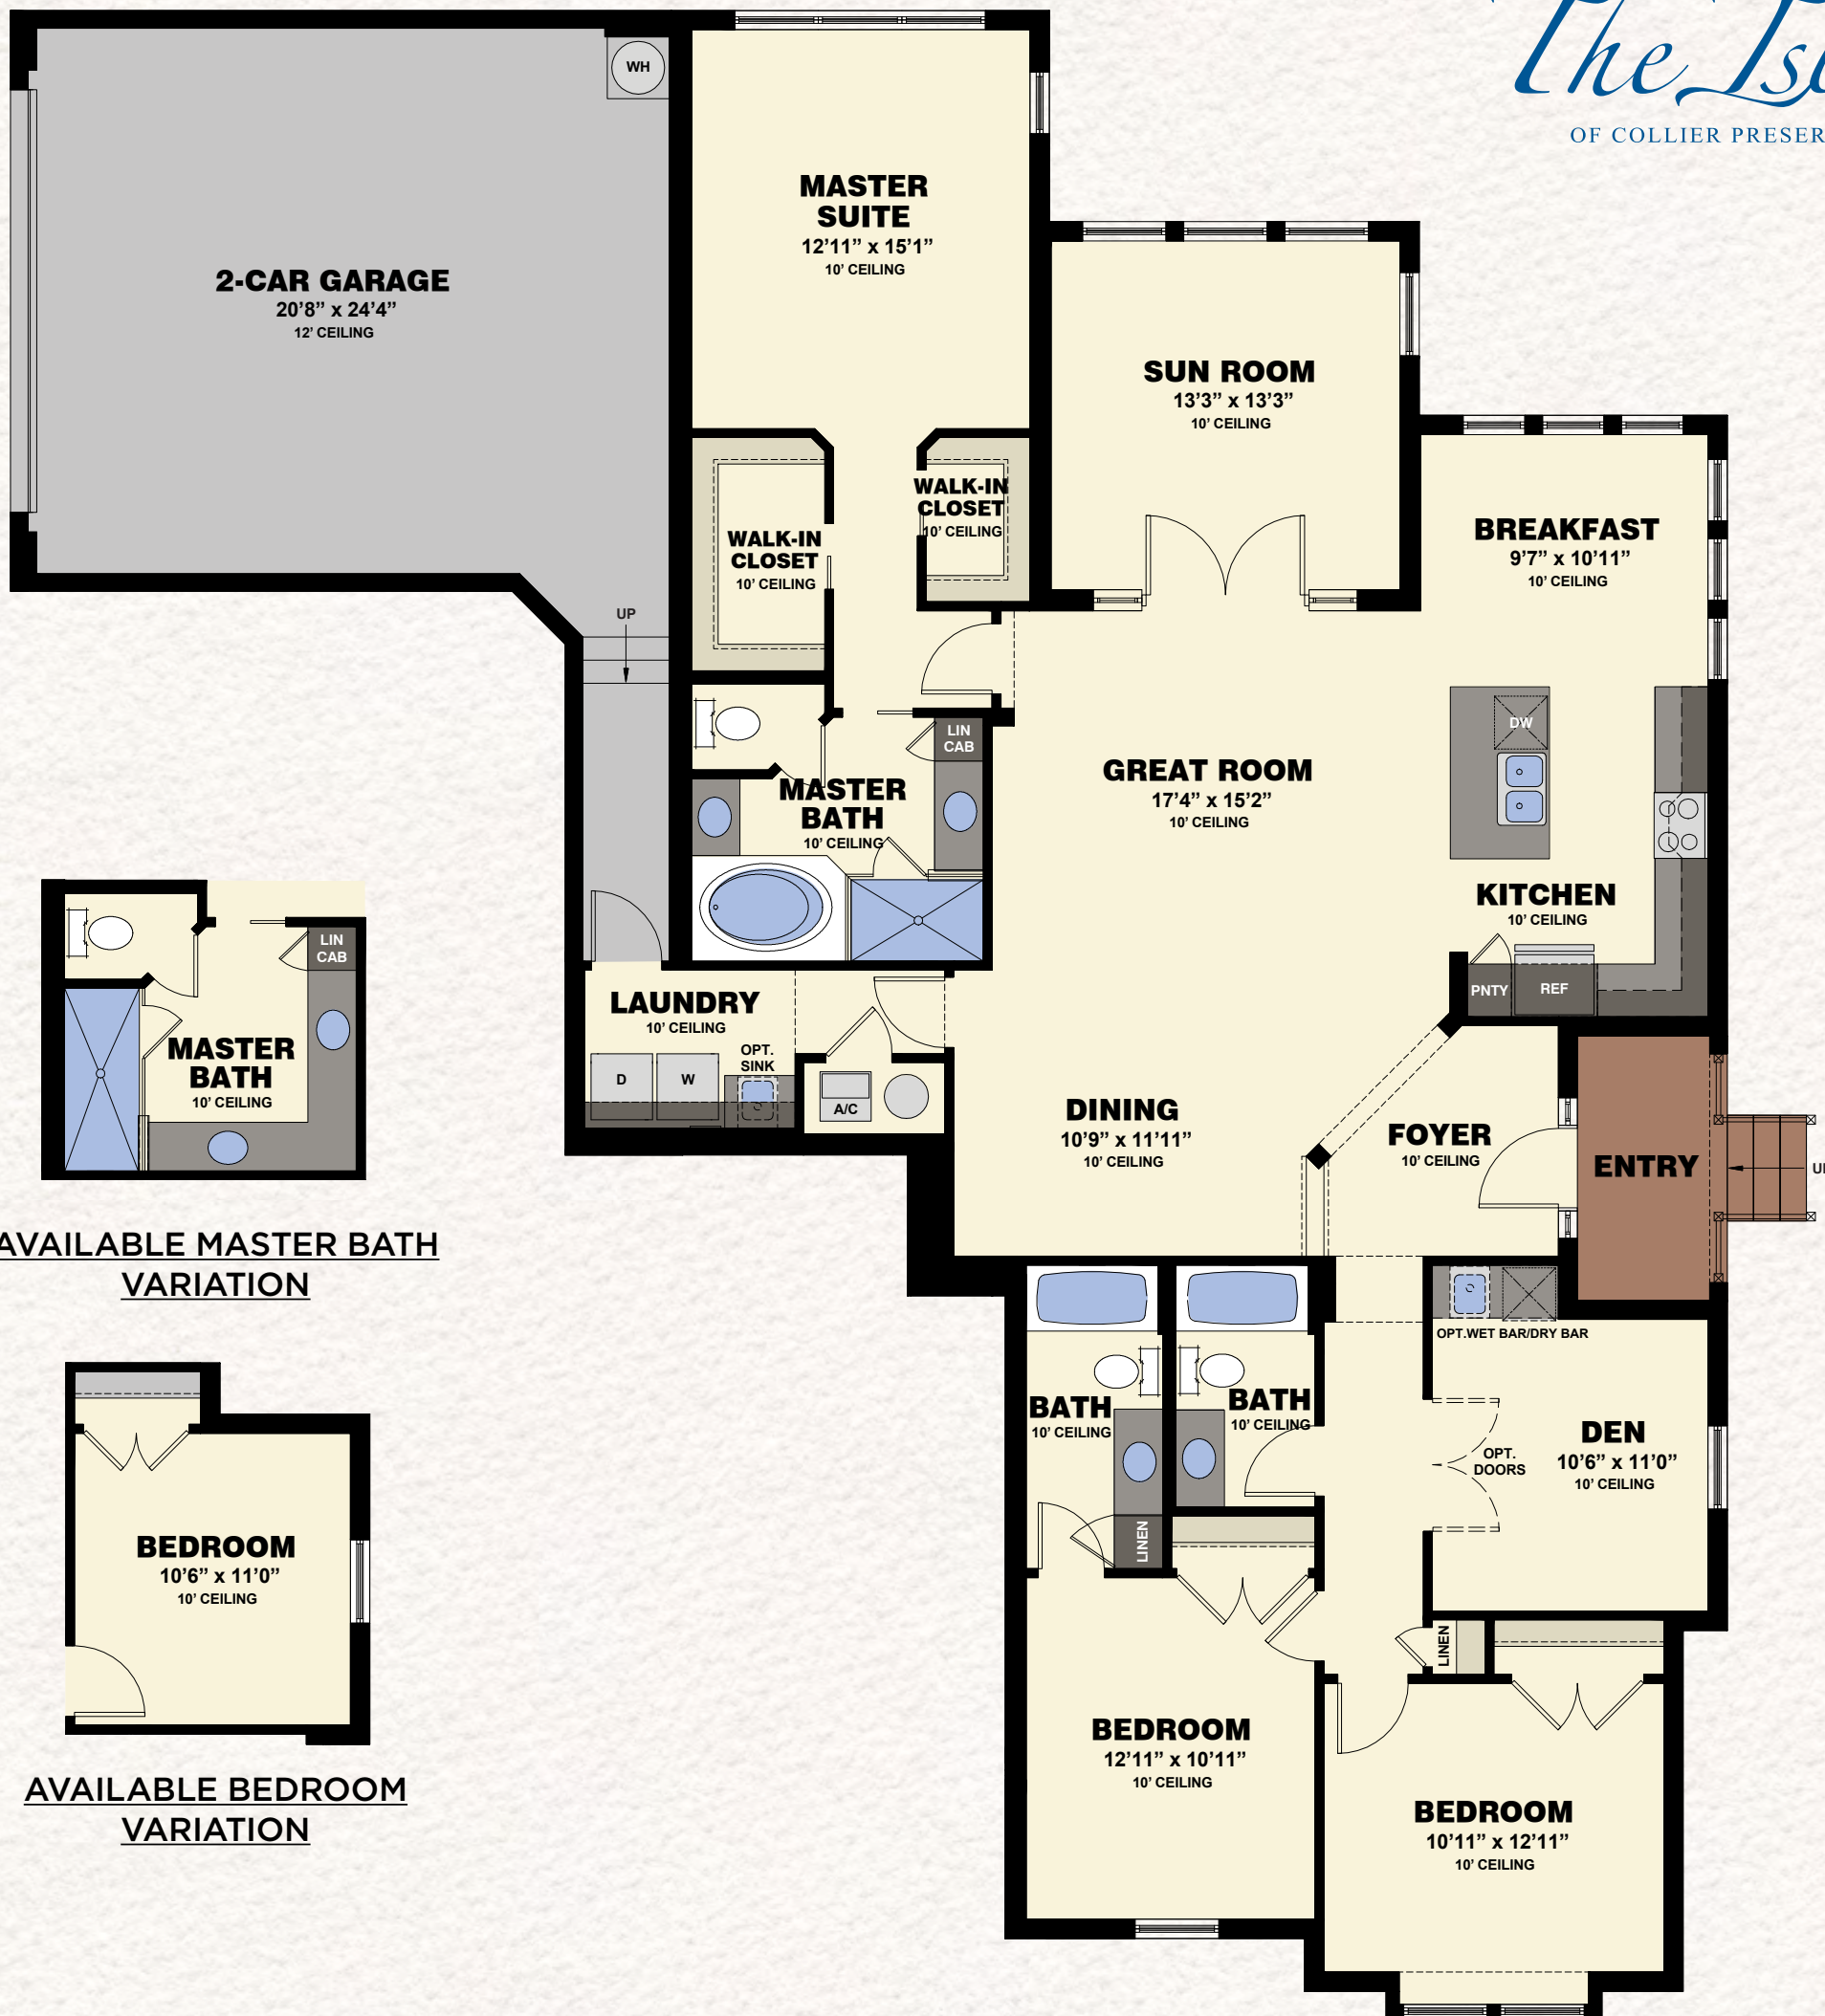 The Isl
OF COLLIER PRESER
WH
MASTER
SUITE
12'11" x 15'1"
10' CEILING
2-CAR GARAGE
20'8" x 24'4"
12' CEILING
SUN ROOM
13'3" x 13'3"
10' CEILING
WALK-IN
CLOSET
10' CEILING
WALK-IN
CLOSET
10' CEILING
BREAKFAST
9'7" x 10'11"
10' CEILING
UP
LIN
CAB
DW
GREAT ROOM
17'4" x 15'2"
10' CEILING
MASTER
BATH
10' CEILING
KITCHEN
10' CEILING
PNTY
REF
LAUNDRY
10' CEILING
OPT.
SINK
D
W
A/C
DINING
10'9" x 11'11"
10' CEILING
FOYER
10' CEILING
ENTRY
LIN
CAB
MASTER
BATH
10' CEILING
AVAILABLE MASTER BATH
VARIATION
OPT.WET BAR/DRY BAR
BATH
10' CEILING
BATH
10' CEILING
DEN
10'6" x 11'0"
10' CEILING
OPT.
DOORS
LINEN
LINEN
BEDROOM
10'6" x 11'0"
10' CEILING
AVAILABLE BEDROOM
VARIATION
BEDROOM
12'11" x 10'11"
10' CEILING
BEDROOM
10'11" x 12'11"
10' CEILING